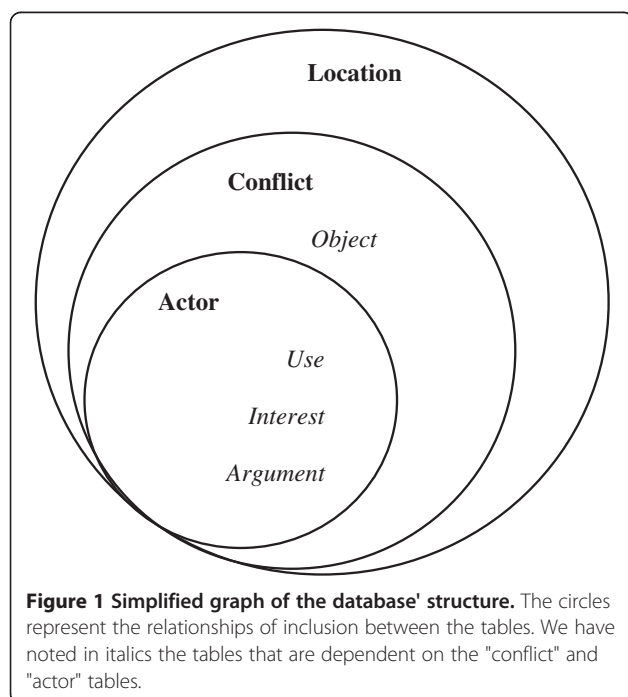 Location
Conflict
Object
Actor
Use
Interest
Argument
Figure 1 Simplified graph of the database' structure. The circles
represent the relationships of inclusion between the tables. We have
noted in italics the tables that are dependent on the "conflict" and
"actor" tables.